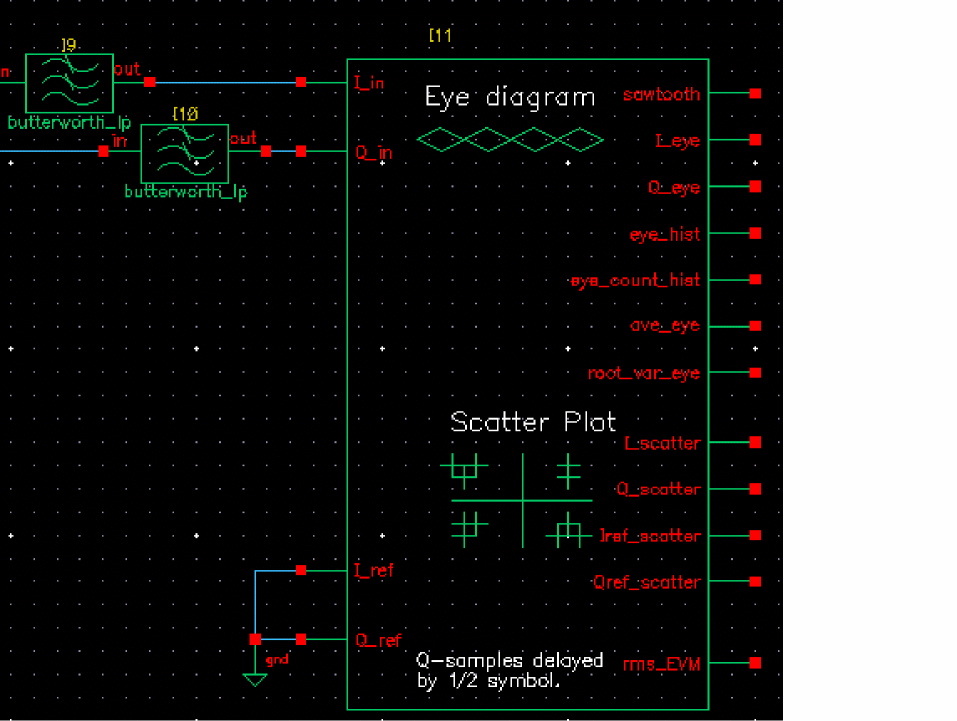 I9
n
out
butterworth_lp
I10
in
out
butterworth_lp
I11
I_in
Q_in
Eye diagram
sawtooth
I_eye
Q_eye
eye_hist
eye_count_hist
ave_eye
root_var_eye
Scatter Plot
I_scatter
Q_scatter
Iref_scatter
Qref_scatter
I_ref
Q_ref
gnd
Q-samples delayed
by 1/2 symbol.
rms_EVM